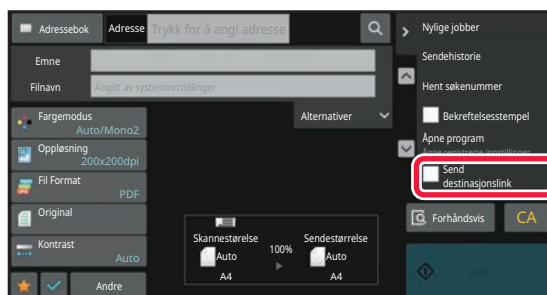 Adressebok
Adresse
Trykk for å angi adresse
Emne
Filnavn
Angitt av systeminnstillinger
Fargemodus
Auto/Mono2
Oppløsning
200x200dpi
Fil Format
PDF
Original
Kontrast
Auto
Andre
Alternativer
Skannestørelse
100%
Sendestørrelse
Auto
Auto
A4
A4
Nylige jobber
Sendehistorie
Hent søkenummer
Bekreftelsesstempel
Åpne program
Åpne registrerte innstillinger
Send
destinasjonslink
Forhåndsvis
CA
Start